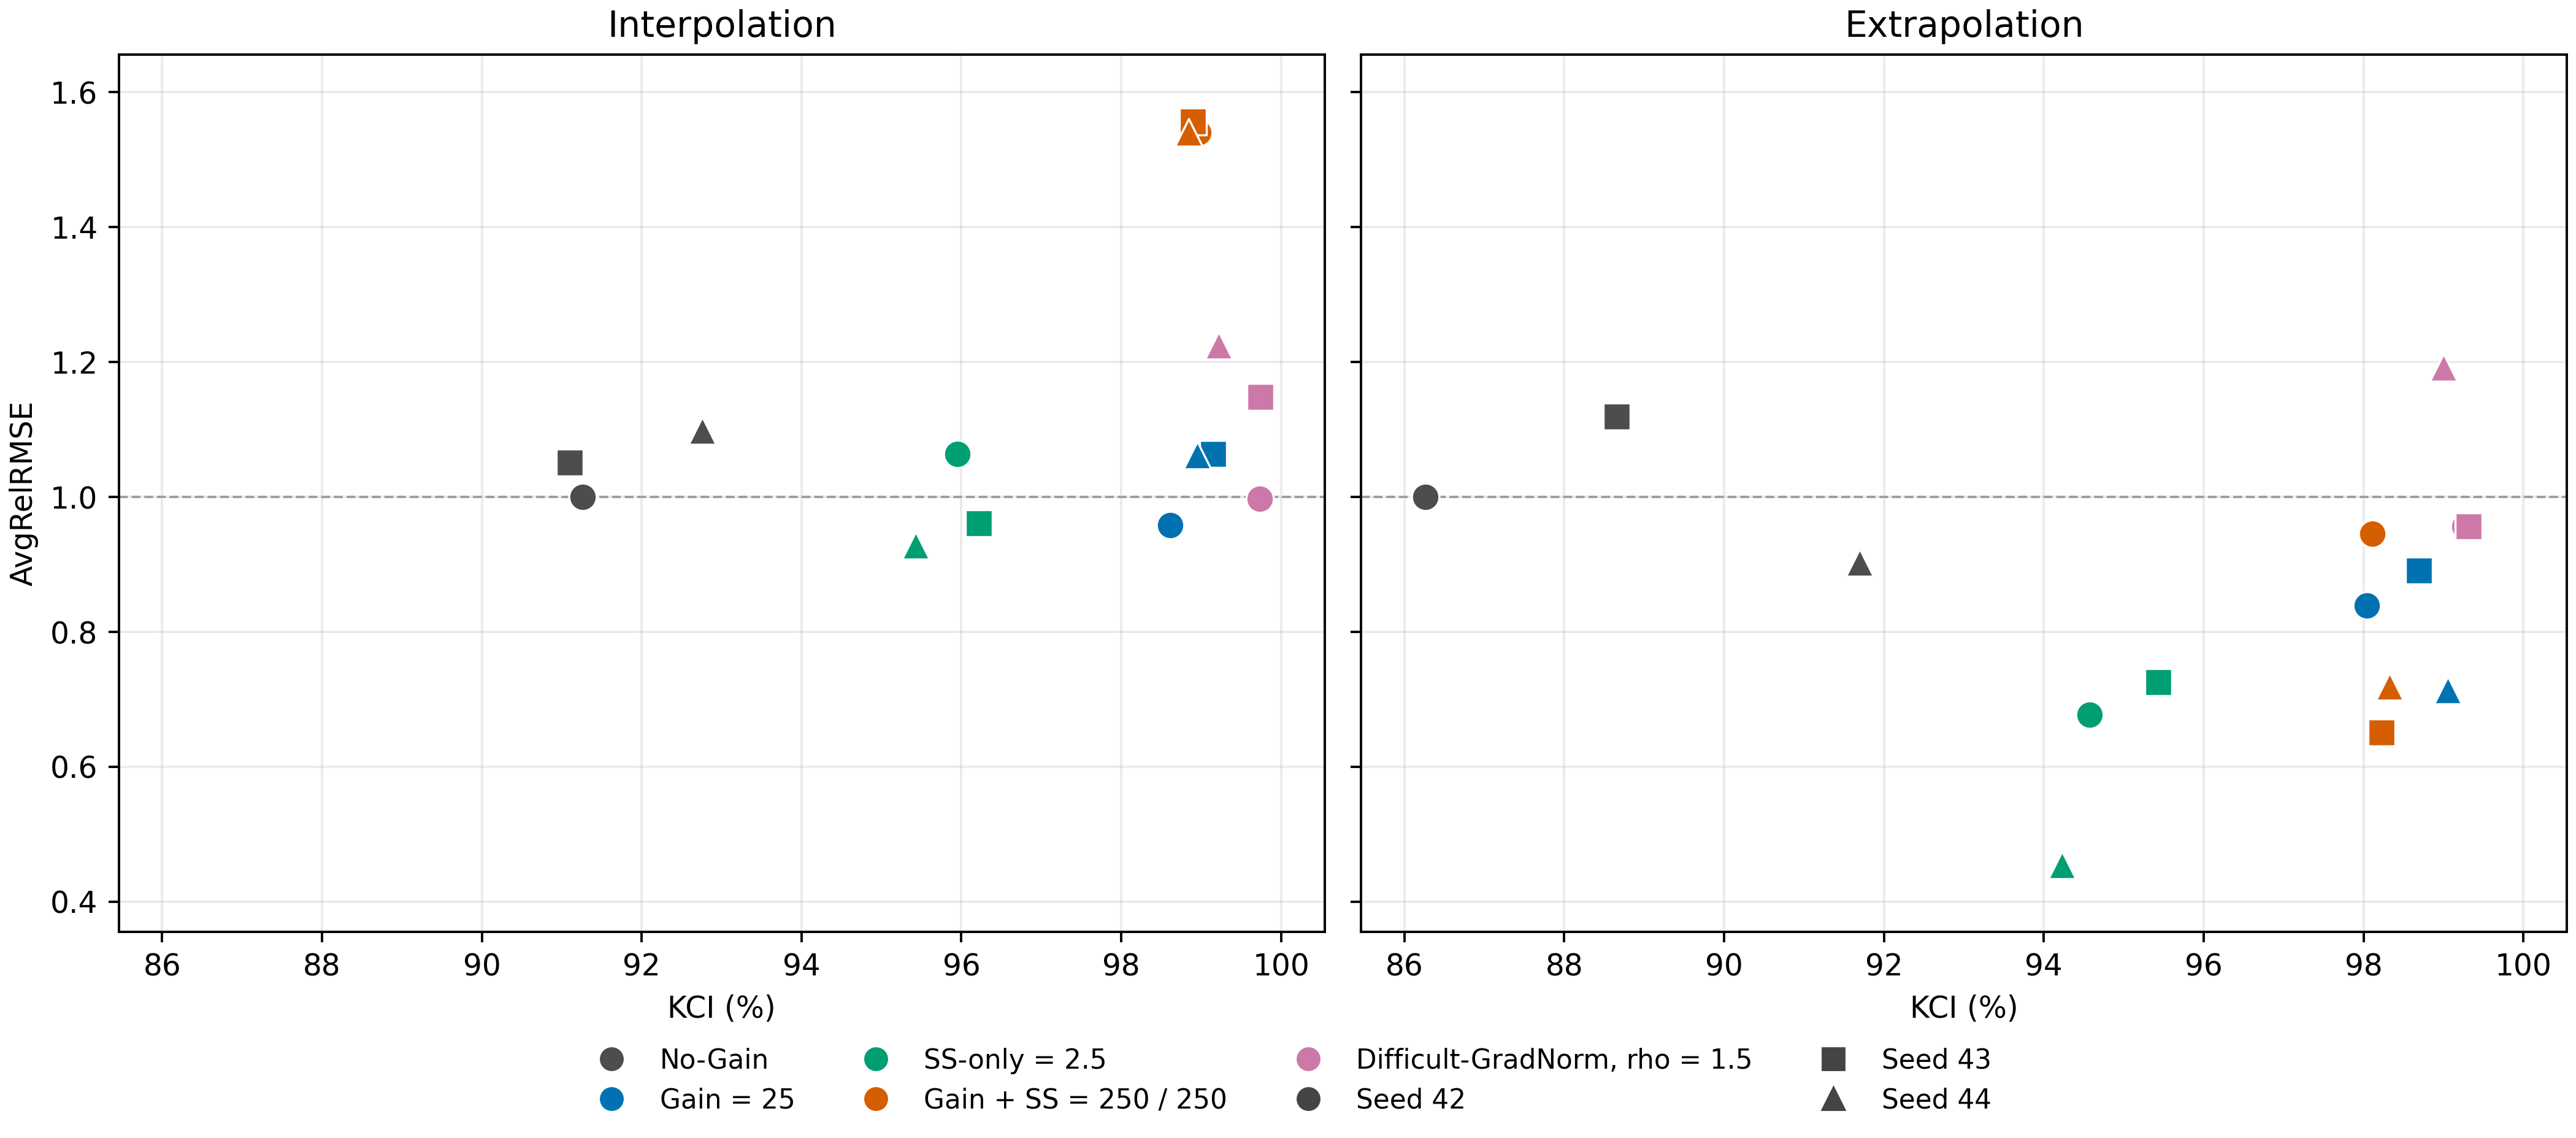 Interpolation
Extrapolation
AvgRelRMSE
1.6
1.4
1.2
1.0
0.8
0.6
0.4
86 88 90 92 94 96 98 100
86 88 90 92 94 96 98 100
KCI (%)
KCI (%)
No-Gain
Gain = 25
SS-only = 2.5
Gain + SS = 250 / 250
Difficult-GradNorm, rho = 1.5
Seed 42
Seed 43
Seed 44